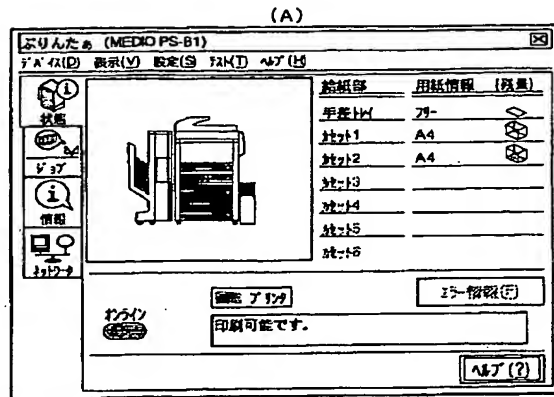 (A)
ぷりんたぁ (MEDIO PS-B1)
ﾃﾞﾊﾞｲｽ(D) 表示(V) 設定(S) ﾃｽﾄ(T) ﾍﾙﾌﾟ(H)
状態
ｼﾞｮﾌﾞ
情報
ﾈｯﾄﾜｰｸ
給紙部 用紙情報 (残量)
手差ﾄﾚｲ ﾌﾘｰ
ｶｾｯﾄ1 A4
ｶｾｯﾄ2 A4
ｶｾｯﾄ3
ｶｾｯﾄ4
ｶｾｯﾄ5
ｶｾｯﾄ6
ｵﾝﾗｲﾝ
ﾌﾟﾘﾝﾀ
ｴﾗｰ情報(E)
印刷可能です。
ﾍﾙﾌﾟ(?)